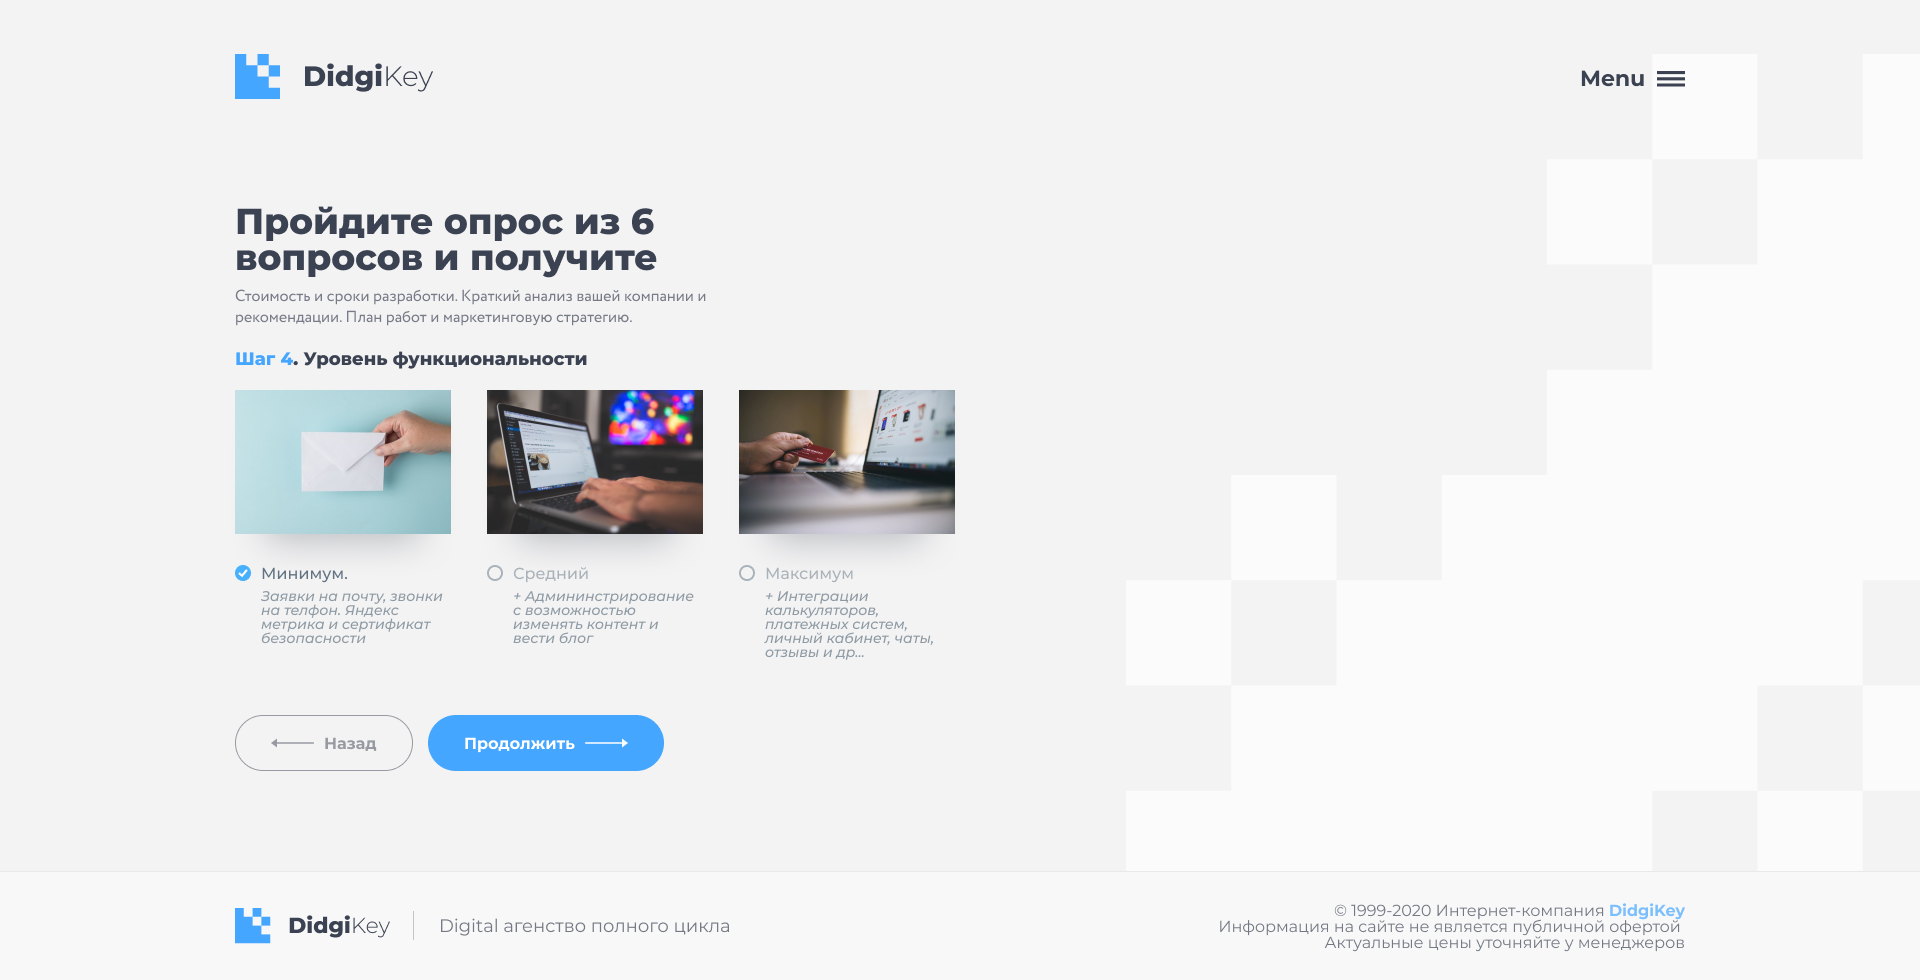 DidgiKey
Menu
Пройдите опрос из 6
вопросов и получите
Стоимость и сроки разработки. Краткий анализ вашей компании и
рекомендации. План работ и маркетинговую стратегию.
Шаг 4. Уровень функциональности
Минимум.
Заявки на почту, звонки
на телфон. Яндекс
метрика и сертификат
безопасности
Средний
+ Админинстрирование
с возможностью
изменять контент и
вести блог
Максимум
+ Интеграции
калькуляторов,
платежных систем,
личный кабинет, чаты,
отзывы и др...
Назад
Продолжить
DidgiKey
Digital агенство полного цикла
© 1999-2020 Интернет-компания DidgiKey
Информация на сайте не является публичной офертой
Актуальные цены уточняйте у менеджеров